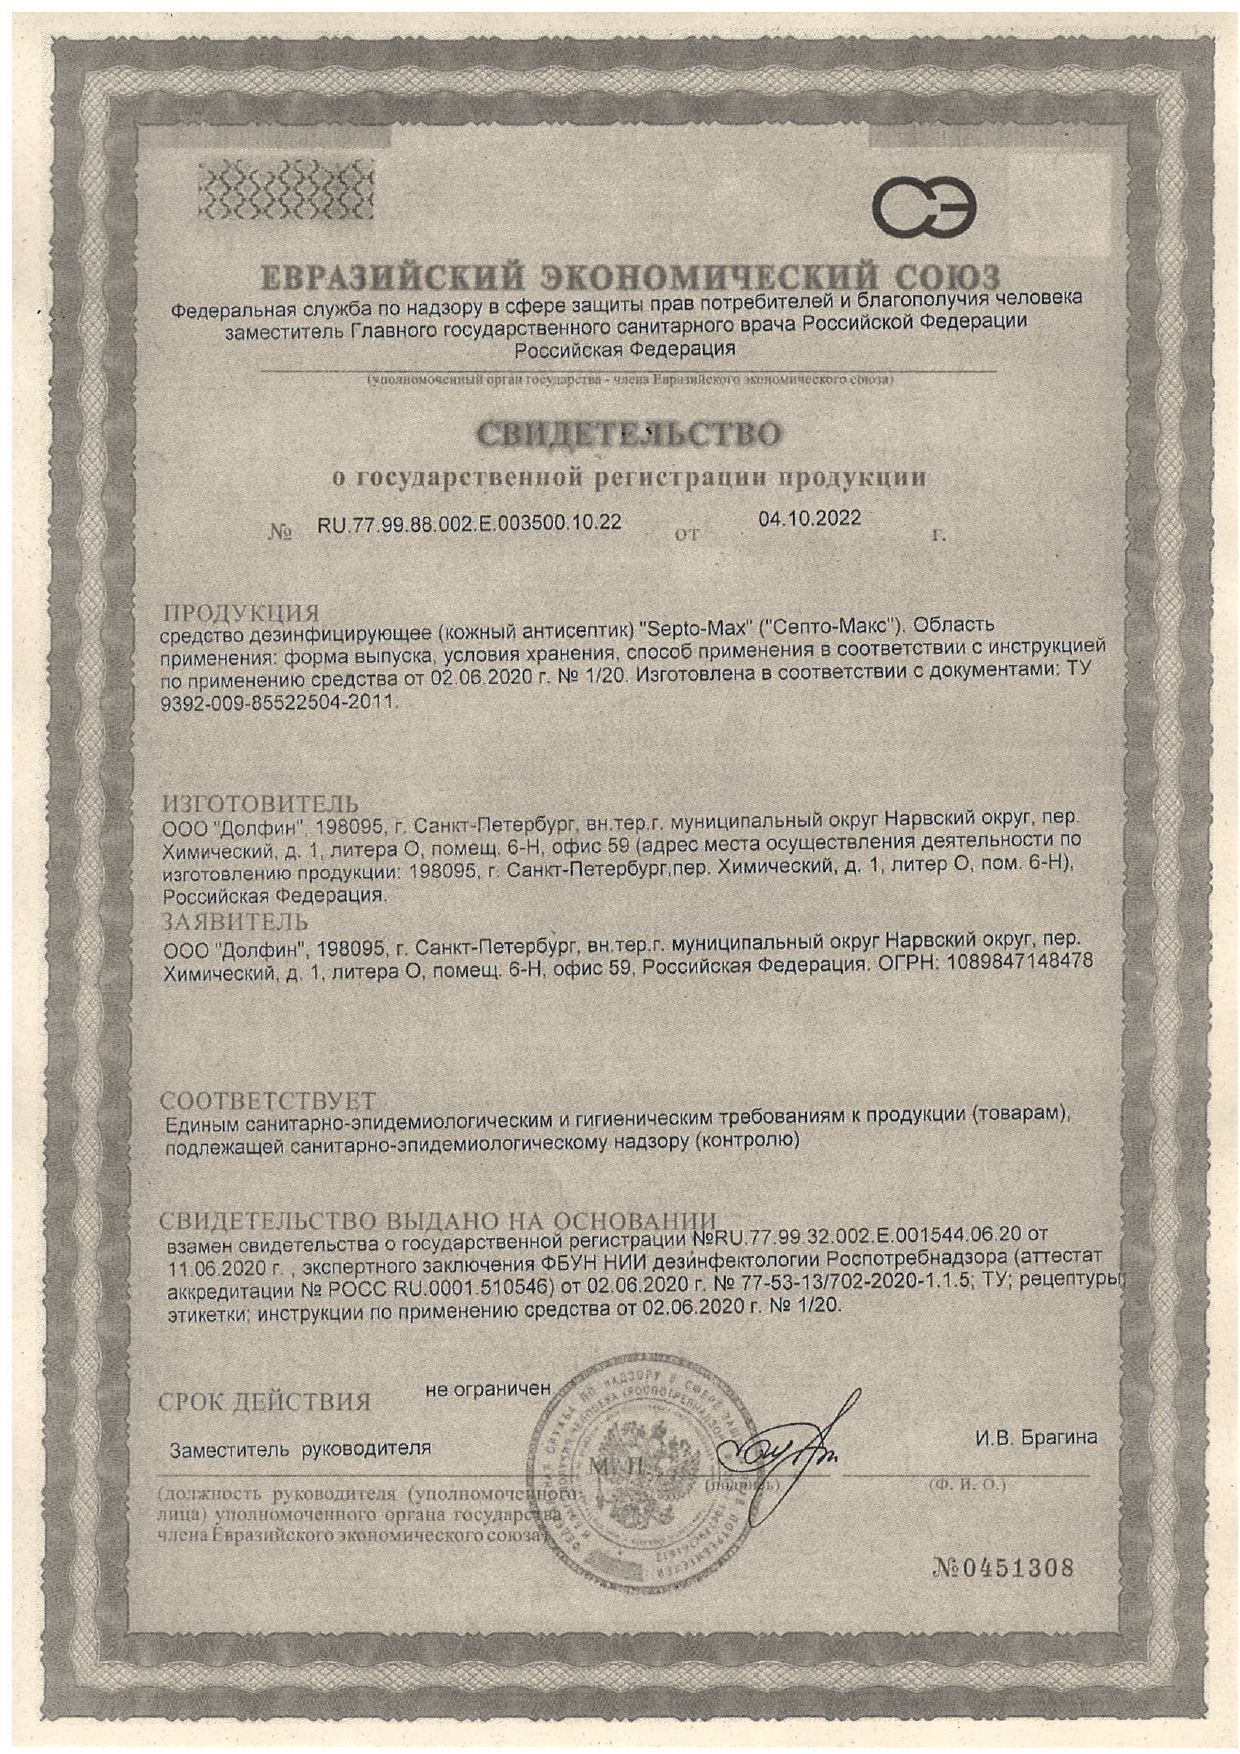 СЭ
ЕВРАЗИЙСКИЙ ЭКОНОМИЧЕСКИЙ СОЮЗ
Федеральная служба по надзору в сфере защиты прав потребителей и благополучия человека
заместитель Главного государственного санитарного врача Российской Федерации
Российская Федерация
(уполномоченный орган государства - члена Евразийского экономического союза)
СВИДЕТЕЛЬСТВО
о государственной регистрации продукции
№ RU.77.99.88.002.E.003500.10.22 от 04.10.2022 г.
ПРОДУКЦИЯ
средство дезинфицирующее (кожный антисептик) "Septo-Max" ("Септо-Макс"). Область
применения: форма выпуска, условия хранения, способ применения в соответствии с инструкцией
по применению средства от 02.06.2020 г. № 1/20. Изготовлена в соответствии с документами: ТУ
9392-009-85522504-2011.
ИЗГОТОВИТЕЛЬ
ООО "Долфин", 198095, г. Санкт-Петербург, вн.тер.г. муниципальный округ Нарвский округ, пер.
Химический, д. 1, литера О, помещ. 6-Н, офис 59 (адрес места осуществления деятельности по
изготовлению продукции: 198095, г. Санкт-Петербург,пер. Химический, д. 1, литер О, пом. 6-Н),
Российская Федерация.
ЗАЯВИТЕЛЬ
ООО "Долфин", 198095, г. Санкт-Петербург, вн.тер.г. муниципальный округ Нарвский округ, пер.
Химический, д. 1, литера О, помещ. 6-Н, офис 59, Российская Федерация. ОГРН: 1089847148478
СООТВЕТСТВУЕТ
Единым санитарно-эпидемиологическим и гигиеническим требованиям к продукции (товарам),
подлежащей санитарно-эпидемиологическому надзору (контролю)
СВИДЕТЕЛЬСТВО ВЫДАНО НА ОСНОВАНИИ
взамен свидетельства о государственной регистрации №RU.77.99.32.002.E.001544.06.20 от
11.06.2020 г. , экспертного заключения ФБУН НИИ дезинфектологии Роспотребнадзора (аттестат
аккредитации № РОСС RU.0001.510546) от 02.06.2020 г. № 77-53-13/702-2020-1.1.5; ТУ; рецептуры;
этикетки; инструкции по применению средства от 02.06.2020 г. № 1/20.
СРОК ДЕЙСТВИЯ не ограничен
Заместитель руководителя И.В. Брагина
М. П. (подпись) (Ф. И. О.)
(должность руководителя (уполномоченного
лица) уполномоченного органа государства
члена Евразийского экономического союза)
№0451308